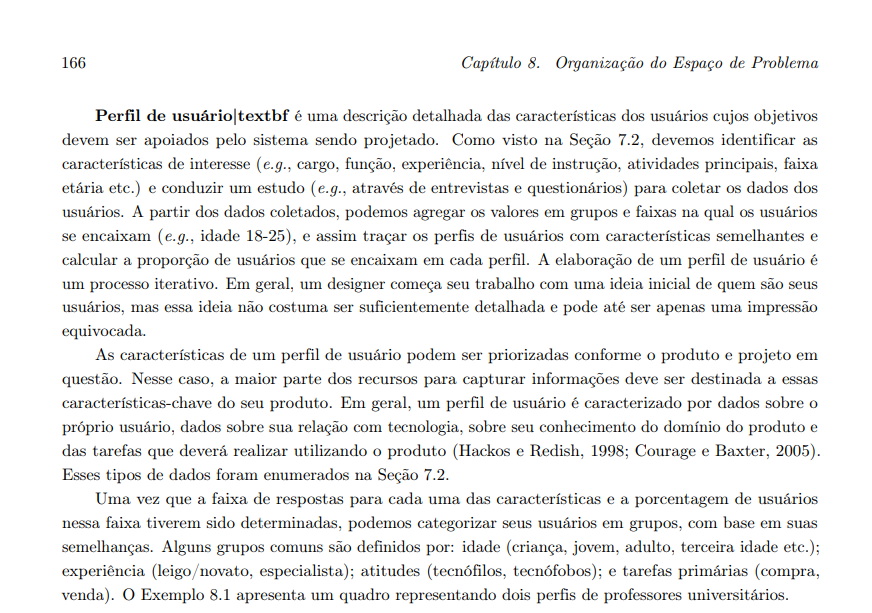 166
Capítulo 8. Organização do Espaço de Problema
Perfil de usuário|textbf é uma descrição detalhada das características dos usuários cujos objetivos
devem ser apoiados pelo sistema sendo projetado. Como visto na Seção 7.2, devemos identificar as
características de interesse (e.g., cargo, função, experiência, nível de instrução, atividades principais, faixa
etária etc.) e conduzir um estudo (e.g., através de entrevistas e questionários) para coletar os dados dos
usuários. A partir dos dados coletados, podemos agregar os valores em grupos e faixas na qual os usuários
se encaixam (e.g., idade 18-25), e assim traçar os perfis de usuários com características semelhantes e
calcular a proporção de usuários que se encaixam em cada perfil. A elaboração de um perfil de usuário é
um processo iterativo. Em geral, um designer começa seu trabalho com uma ideia inicial de quem são seus
usuários, mas essa ideia não costuma ser suficientemente detalhada e pode até ser apenas uma impressão
equivocada.
As características de um perfil de usuário podem ser priorizadas conforme o produto e projeto em
questão. Nesse caso, a maior parte dos recursos para capturar informações deve ser destinada a essas
características-chave do seu produto. Em geral, um perfil de usuário é caracterizado por dados sobre o
próprio usuário, dados sobre sua relação com tecnologia, sobre seu conhecimento do domínio do produto e
das tarefas que deverá realizar utilizando o produto (Hackos e Redish, 1998; Courage e Baxter, 2005).
Esses tipos de dados foram enumerados na Seção 7.2.
Uma vez que a faixa de respostas para cada uma das características e a porcentagem de usuários
nessa faixa tiverem sido determinadas, podemos categorizar seus usuários em grupos, com base em suas
semelhanças. Alguns grupos comuns são definidos por: idade (criança, jovem, adulto, terceira idade etc.);
experiência (leigo/novato, especialista); atitudes (tecnófilos, tecnófobos); e tarefas primárias (compra,
venda). O Exemplo 8.1 apresenta um quadro representando dois perfis de professores universitários.